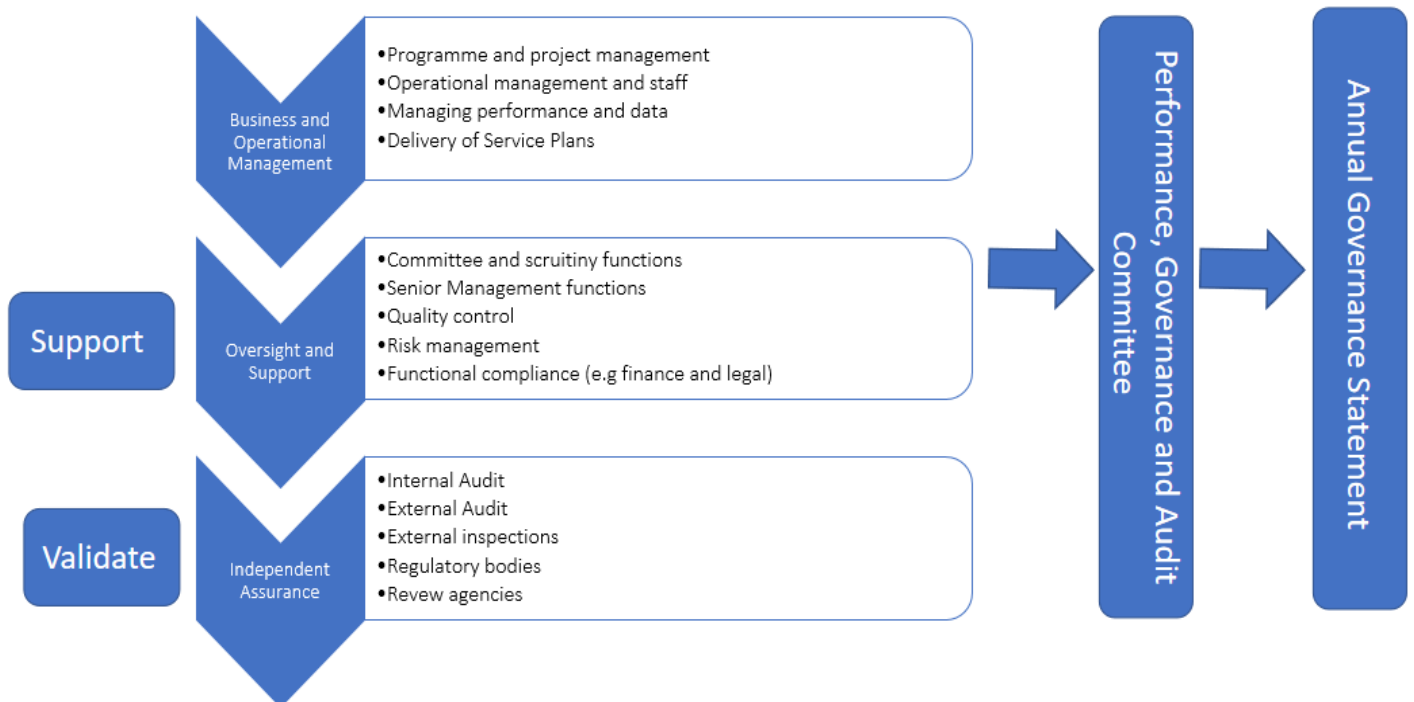 Business and
Operational
Management
•Programme and project management
•Operational management and staff
•Managing performance and data
•Delivery of Service Plans
Support
Oversight and
Support
•Committee and scruitiny functions
•Senior Management functions
•Quality control
•Risk management
•Functional compliance (e.g finance and legal)
Validate
Independent
Assurance
•Internal Audit
•External Audit
•External inspections
•Regulatory bodies
•Revew agencies
Performance, Governance and Audit
Committee
Annual Governance Statement